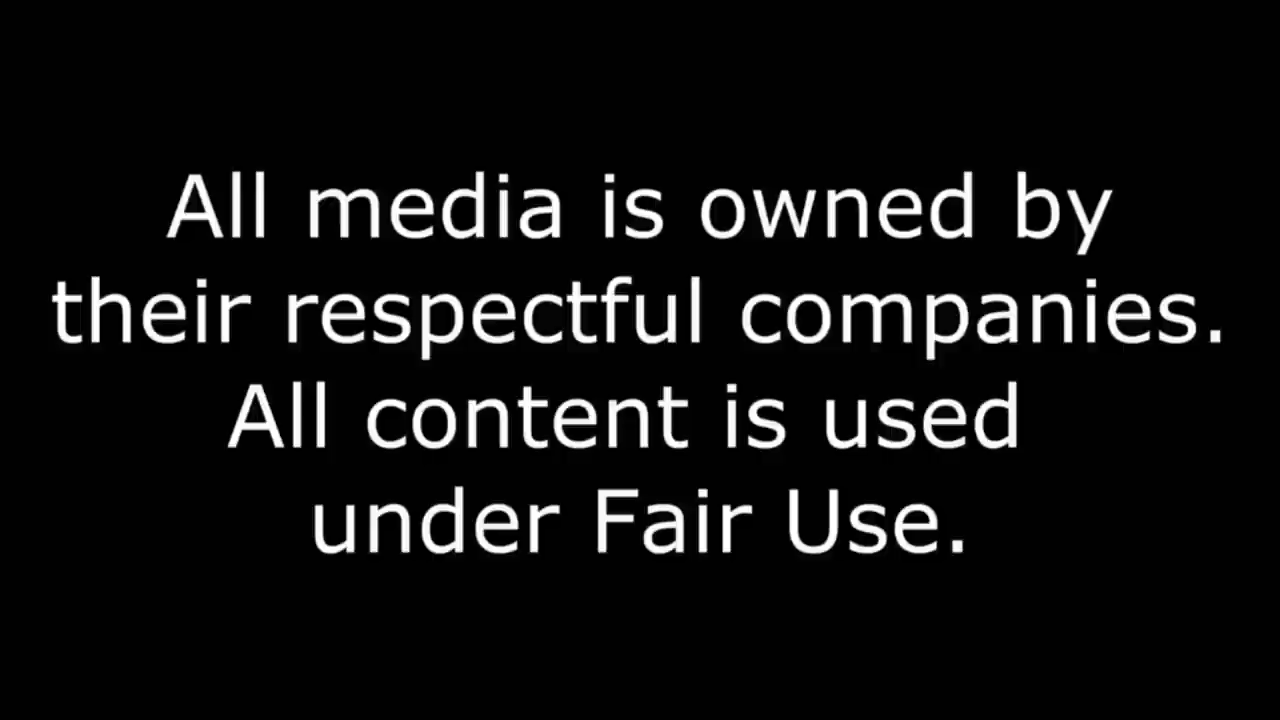 All media is owned by
their respectful companies.
All content is used
under Fair Use.